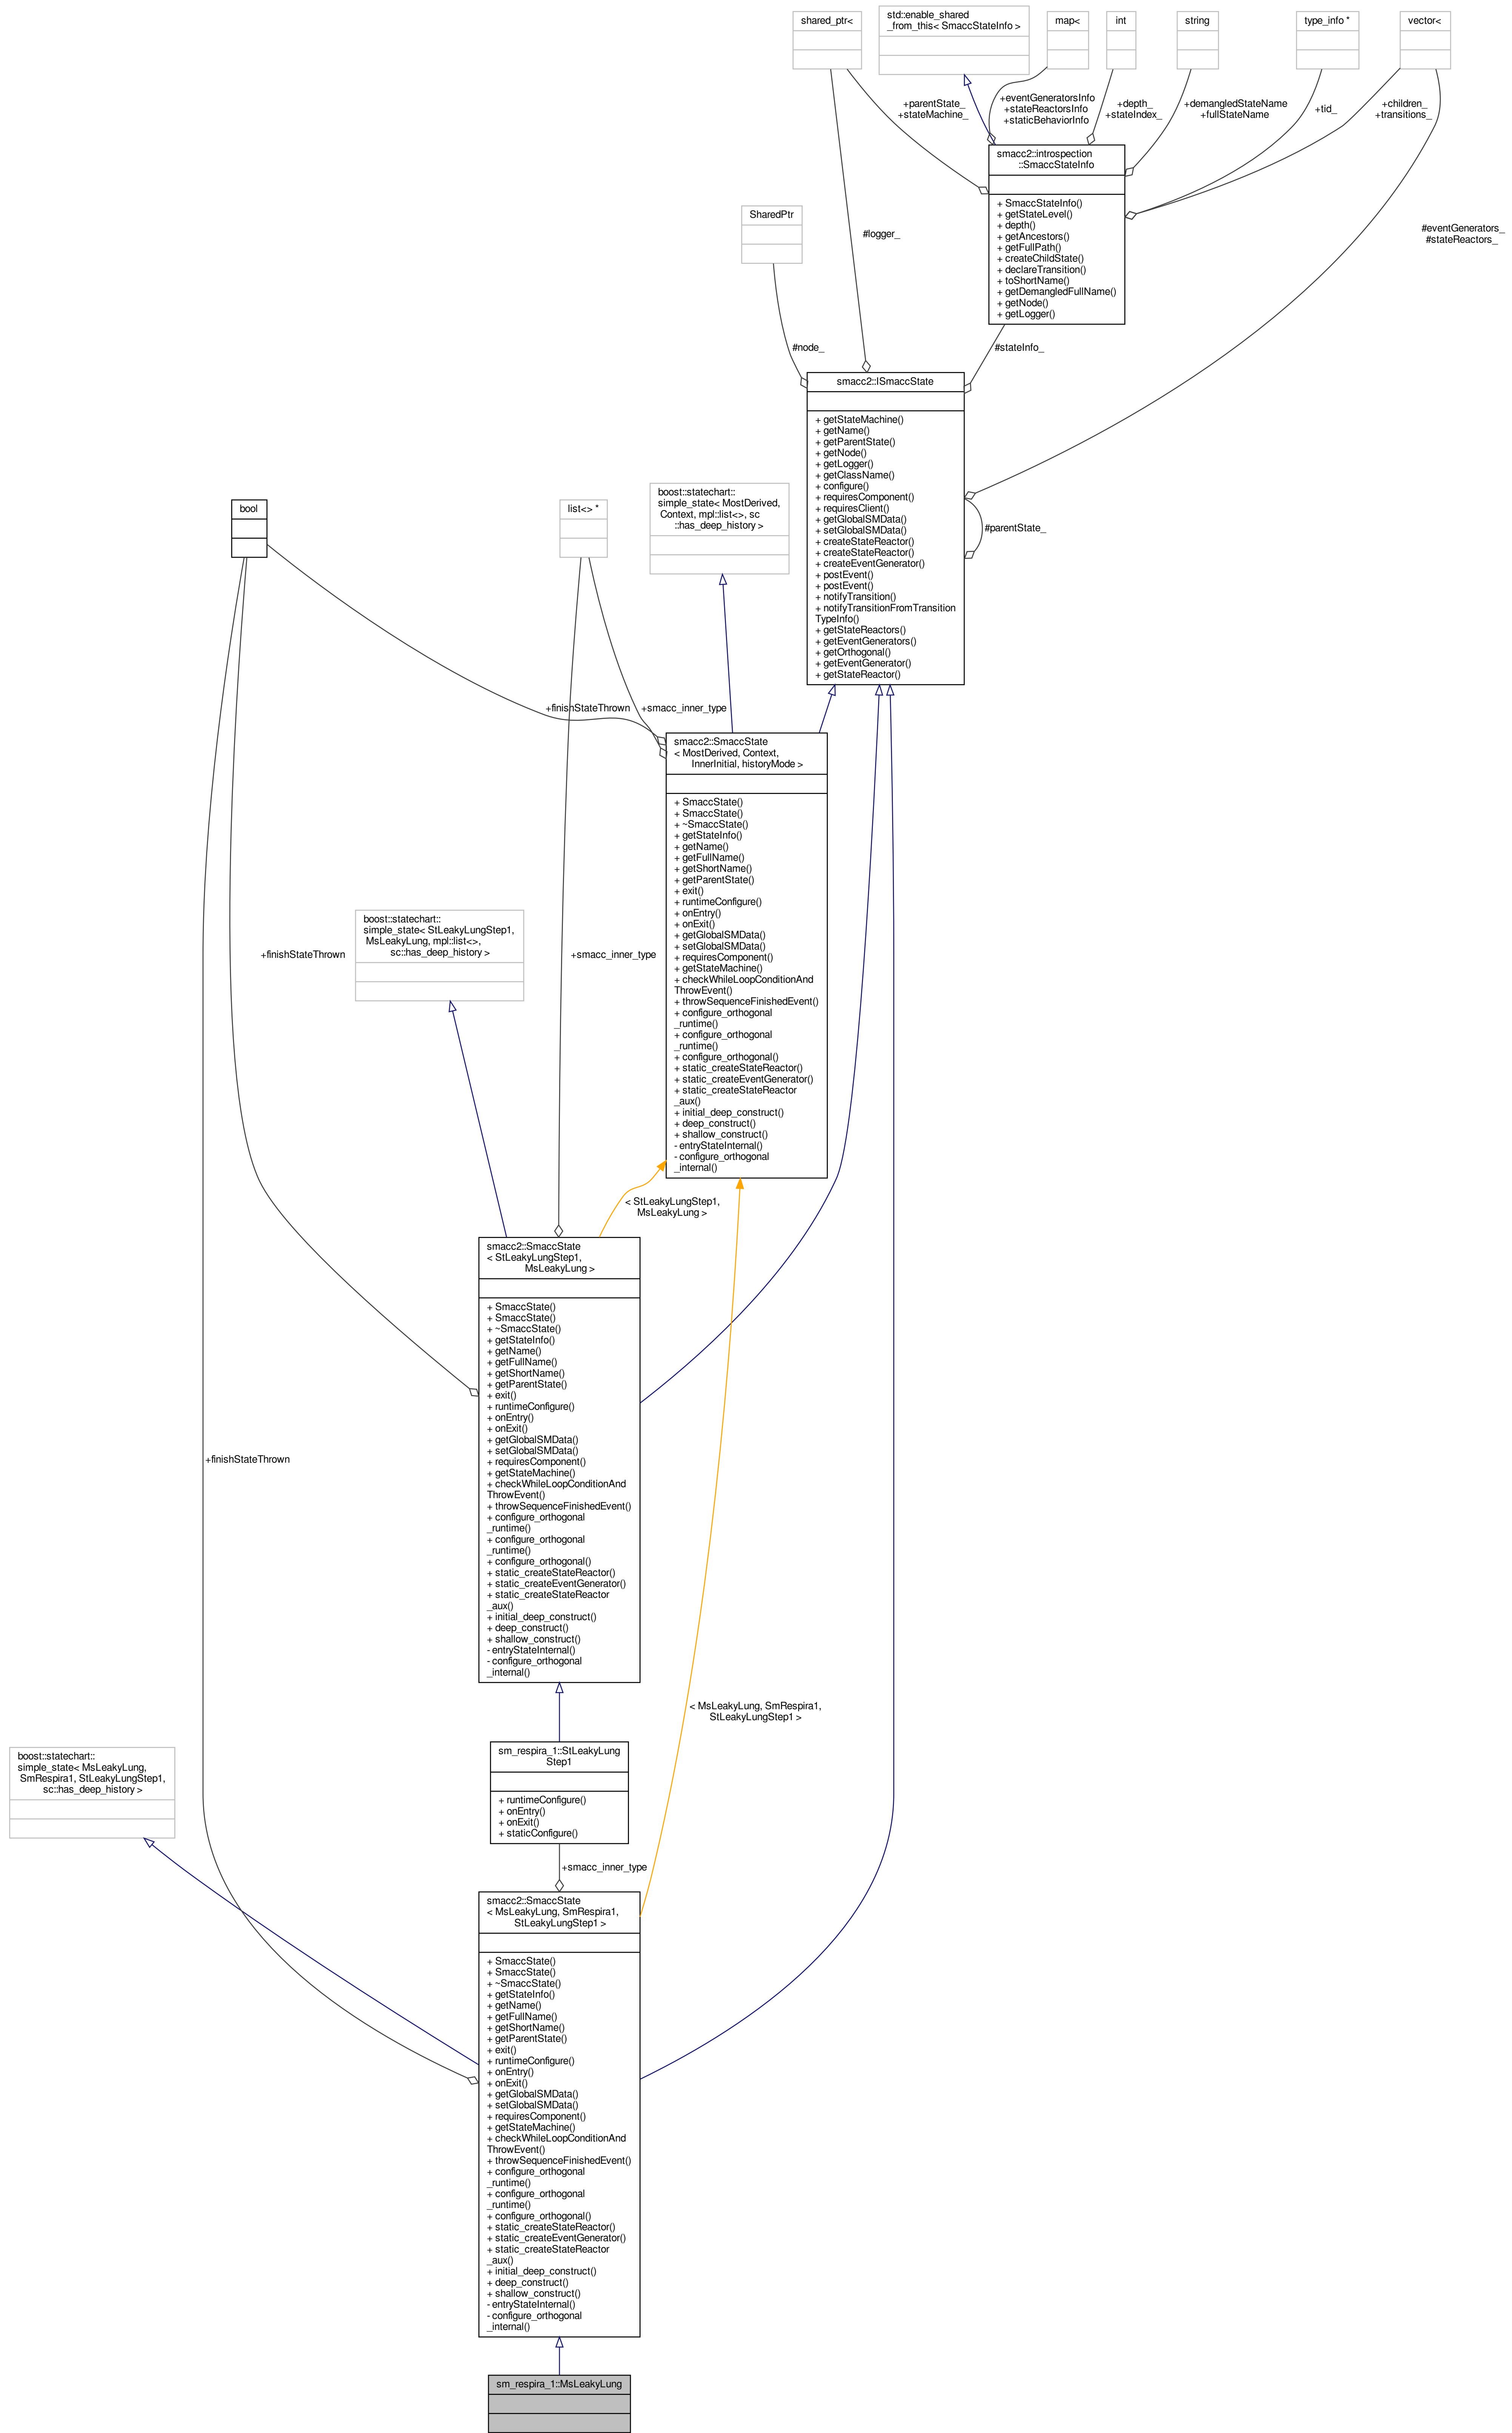 shared_ptr<
std::enable_shared
_from_this< SmaccStateInfo >
map<
int
string
type_info *
vector<
+parentState_
+stateMachine_
+eventGeneratorsInfo
+stateReactorsInfo
+staticBehaviorInfo
+depth_
+stateIndex_
+demangledStateName
+fullStateName
+tid_
+children_
+transitions_
smacc2::introspection
::SmaccStateInfo
+ SmaccStateInfo()
+ getStateLevel()
+ depth()
+ getAncestors()
+ getFullPath()
+ createChildState()
+ declareTransition()
+ toShortName()
+ getDemangledFullName()
+ getNode()
+ getLogger()
SharedPtr
#logger_
#eventGenerators_
#stateReactors_
#node_
#stateInfo_
smacc2::ISmaccState
+ getStateMachine()
+ getName()
+ getParentState()
+ getNode()
+ getLogger()
+ getClassName()
+ configure()
+ requiresComponent()
+ requiresClient()
+ getGlobalSMData()
+ setGlobalSMData()
+ createStateReactor()
+ createStateReactor()
+ createEventGenerator()
+ postEvent()
+ postEvent()
+ notifyTransition()
+ notifyTransitionFromTransition
TypeInfo()
+ getStateReactors()
+ getEventGenerators()
+ getOrthogonal()
+ getEventGenerator()
+ getStateReactor()
#parentState_
bool
list<> *
boost::statechart::
simple_state< MostDerived,
Context, mpl::list<>, sc
::has_deep_history >
+finishStateThrown
+smacc_inner_type
smacc2::SmaccState
< MostDerived, Context,
InnerInitial, historyMode >
+ SmaccState()
+ SmaccState()
+ ~SmaccState()
+ getStateInfo()
+ getName()
+ getFullName()
+ getShortName()
+ getParentState()
+ exit()
+ runtimeConfigure()
+ onEntry()
+ onExit()
+ getGlobalSMData()
+ setGlobalSMData()
+ requiresComponent()
+ getStateMachine()
+ checkWhileLoopConditionAnd
ThrowEvent()
+ throwSequenceFinishedEvent()
+ configure_orthogonal
_runtime()
+ configure_orthogonal
_runtime()
+ configure_orthogonal()
+ static_createStateReactor()
+ static_createEventGenerator()
+ static_createStateReactor
_aux()
+ initial_deep_construct()
+ deep_construct()
+ shallow_construct()
- entryStateInternal()
- configure_orthogonal
_internal()
boost::statechart::
simple_state< StLeakyLungStep1,
MsLeakyLung, mpl::list<>,
sc::has_deep_history >
+finishStateThrown
+smacc_inner_type
< StLeakyLungStep1,
MsLeakyLung >
smacc2::SmaccState
< StLeakyLungStep1,
MsLeakyLung >
+ SmaccState()
+ SmaccState()
+ ~SmaccState()
+ getStateInfo()
+ getName()
+ getFullName()
+ getShortName()
+ getParentState()
+ exit()
+ runtimeConfigure()
+ onEntry()
+ onExit()
+ getGlobalSMData()
+ setGlobalSMData()
+ requiresComponent()
+ getStateMachine()
+ checkWhileLoopConditionAnd
ThrowEvent()
+ throwSequenceFinishedEvent()
+ configure_orthogonal
_runtime()
+ configure_orthogonal
_runtime()
+ configure_orthogonal()
+ static_createStateReactor()
+ static_createEventGenerator()
+ static_createStateReactor
_aux()
+ initial_deep_construct()
+ deep_construct()
+ shallow_construct()
- entryStateInternal()
- configure_orthogonal
_internal()
+finishStateThrown
< MsLeakyLung, SmRespira1,
StLeakyLungStep1 >
boost::statechart::
simple_state< MsLeakyLung,
SmRespira1, StLeakyLungStep1,
sc::has_deep_history >
sm_respira_1::StLeakyLung
Step1
+ runtimeConfigure()
+ onEntry()
+ onExit()
+ staticConfigure()
+smacc_inner_type
smacc2::SmaccState
< MsLeakyLung, SmRespira1,
StLeakyLungStep1 >
+ SmaccState()
+ SmaccState()
+ ~SmaccState()
+ getStateInfo()
+ getName()
+ getFullName()
+ getShortName()
+ getParentState()
+ exit()
+ runtimeConfigure()
+ onEntry()
+ onExit()
+ getGlobalSMData()
+ setGlobalSMData()
+ requiresComponent()
+ getStateMachine()
+ checkWhileLoopConditionAnd
ThrowEvent()
+ throwSequenceFinishedEvent()
+ configure_orthogonal
_runtime()
+ configure_orthogonal
_runtime()
+ configure_orthogonal()
+ static_createStateReactor()
+ static_createEventGenerator()
+ static_createStateReactor
_aux()
+ initial_deep_construct()
+ deep_construct()
+ shallow_construct()
- entryStateInternal()
- configure_orthogonal
_internal()
sm_respira_1::MsLeakyLung